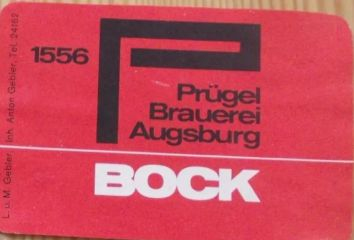 1556
Prügel
Brauerei
Augsburg
BOCK
L. u. M. Gebler, Inh. Anton Gebler, Tel. 24162